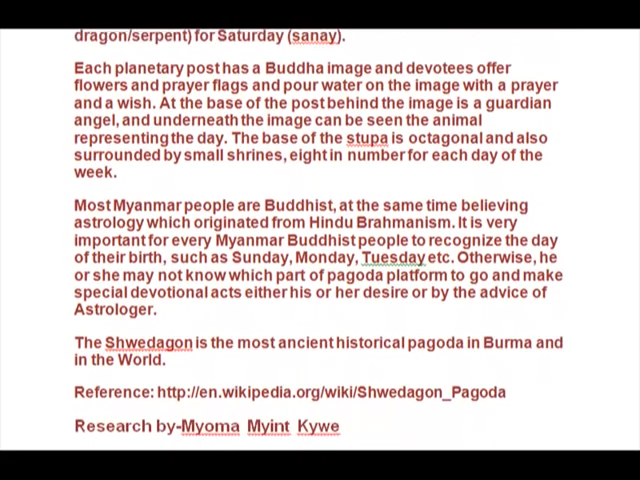 dragon/serpent) for Saturday (sanay).
Each planetary post has a Buddha image and devotees offer
flowers and prayer flags and pour water on the image with a prayer
and a wish. At the base of the post behind the image is a guardian
angel, and underneath the image can be seen the animal
representing the day. The base of the stupa is octagonal and also
surrounded by small shrines, eight in number for each day of the
week.
Most Myanmar people are Buddhist, at the same time believing
astrology which originated from Hindu Brahmanism. It is very
important for every Myanmar Buddhist people to recognize the day
of their birth, such as Sunday, Monday, Tuesday etc. Otherwise, he
or she may not know which part of pagoda platform to go and make
special devotional acts either his or her desire or by the advice of
Astrologer.
The Shwedagon is the most ancient historical pagoda in Burma and
in the World.
Reference: http://en.wikipedia.org/wiki/Shwedagon_Pagoda
Research by-Myoma Myint Kywe